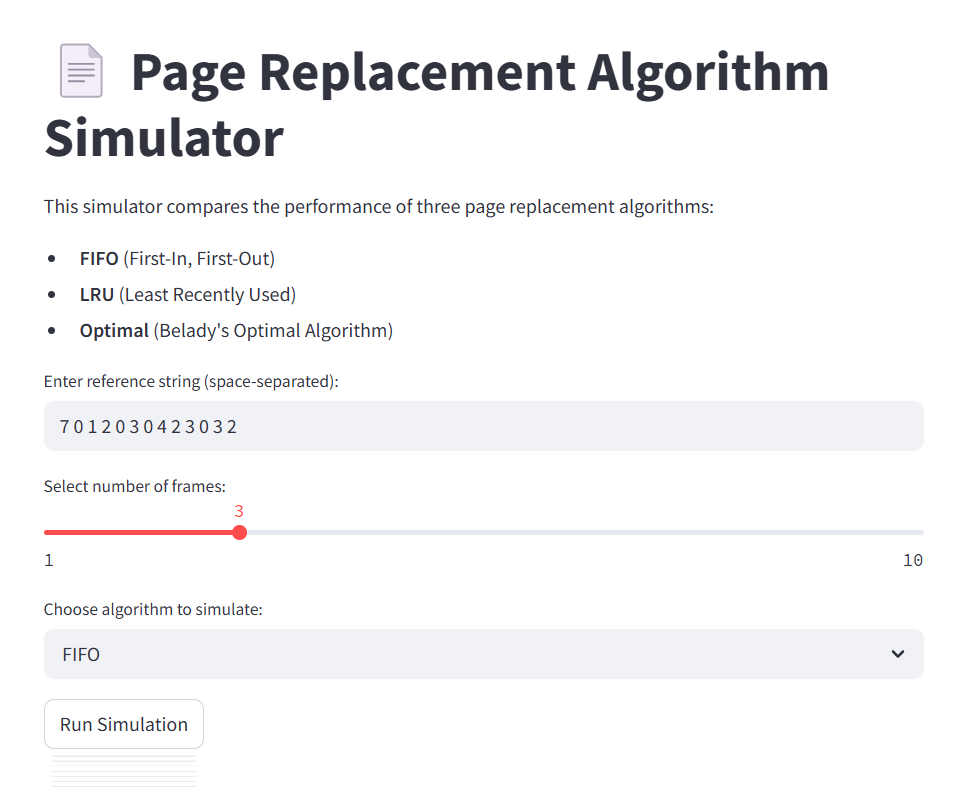 Page Replacement Algorithm
Simulator
This simulator compares the performance of three page replacement algorithms:
• FIFO (First-In, First-Out)
• LRU (Least Recently Used)
• Optimal (Belady's Optimal Algorithm)
Enter reference string (space-separated):
7 0 1 2 0 3 0 4 2 3 0 3 2
Select number of frames:
3
1 10
Choose algorithm to simulate:
FIFO
Run Simulation